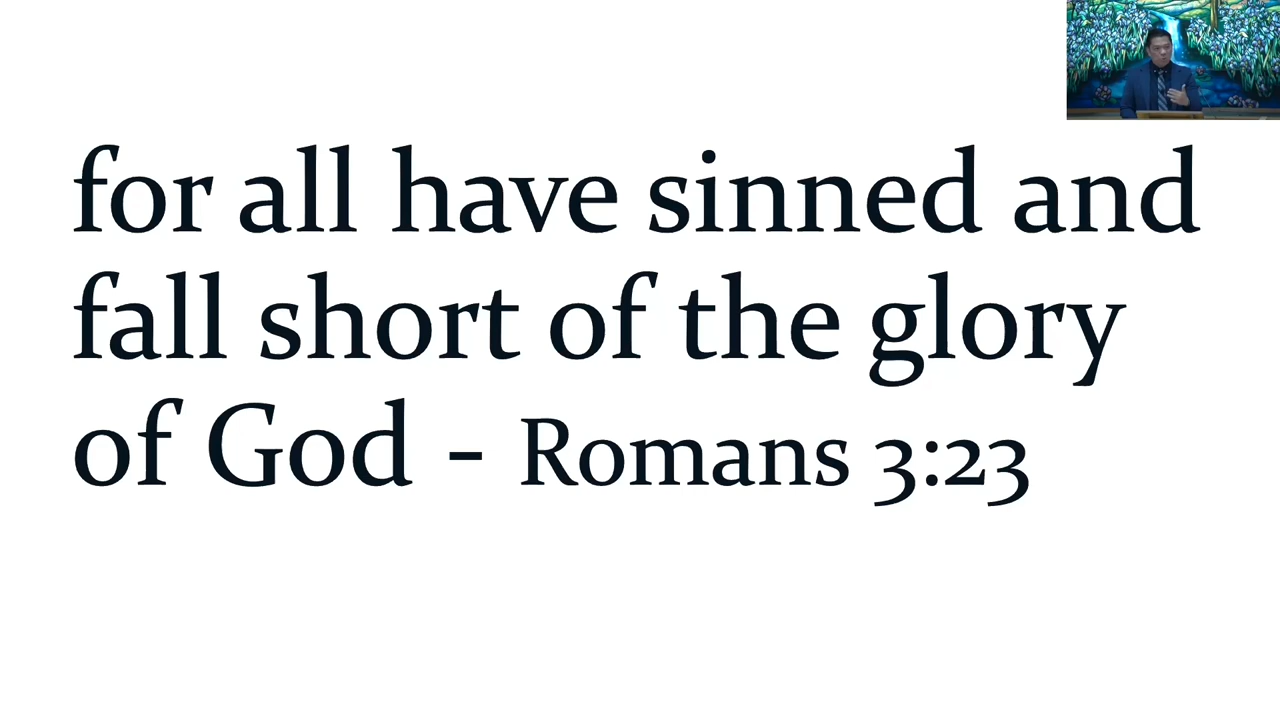 for all have sinned and
fall short of the glory
of God - Romans 3:23